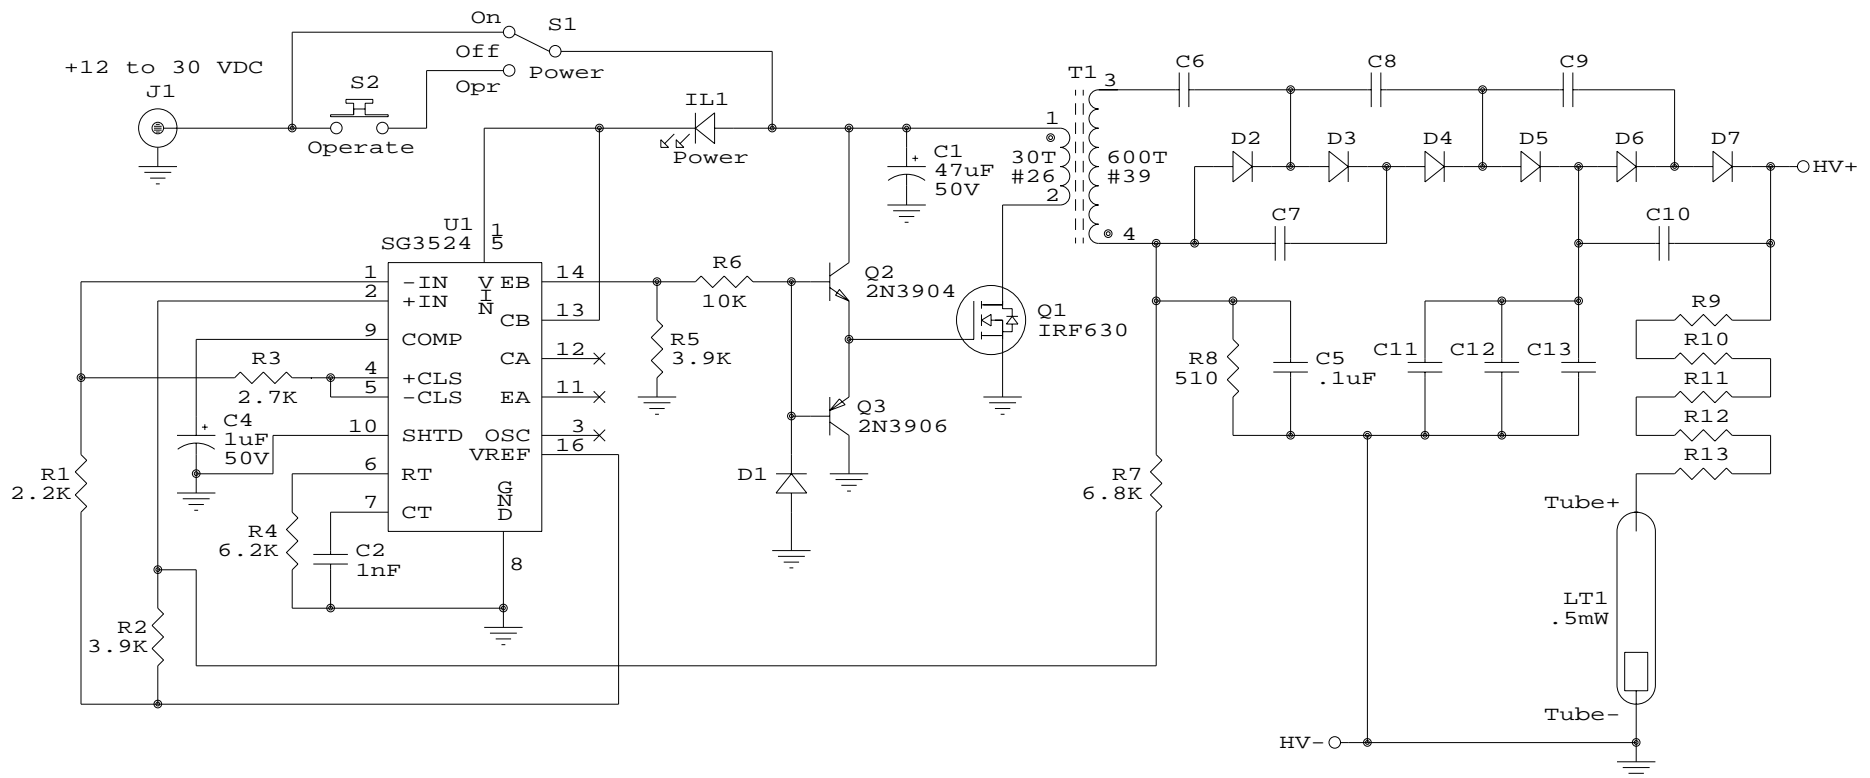 On
S1
Off
+12 to 30 VDC
S2
Power
J1
Opr
Operate
IL1
Power
C1
47uF
50V
T1
1
30T
#26
2
3
600T
#39
4
C6
C8
C9
D2
D3
D4
D5
D6
D7
HV+
C7
C10
U1
SG3524
1
5
1
-IN
2
+IN
9
COMP
4
+CLS
5
-CLS
10
SHTD
6
RT
7
CT
V
I
N
EB
14
CB
13
CA
12
EA
11
OSC
3
VREF
16
G
N
D
8
R6
10K
R5
3.9K
Q2
2N3904
Q1
IRF630
Q3
2N3906
D1
R3
2.7K
C4
1uF
50V
R1
2.2K
R4
6.2K
C2
1nF
R2
3.9K
R8
510
C5
.1uF
C11
C12
C13
R7
6.8K
R9
R10
R11
R12
R13
Tube+
LT1
.5mW
Tube-
HV-